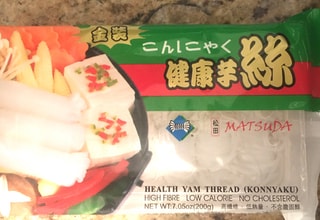 金装
こんにゃく
健康芋絲
松田
MATSUDA
HEALTH YAM THREAD (KONNYAKU)
HIGH FIBRE LOW CALORIE NO CHOLESTEROL
NET WT.7.05oz(200g)